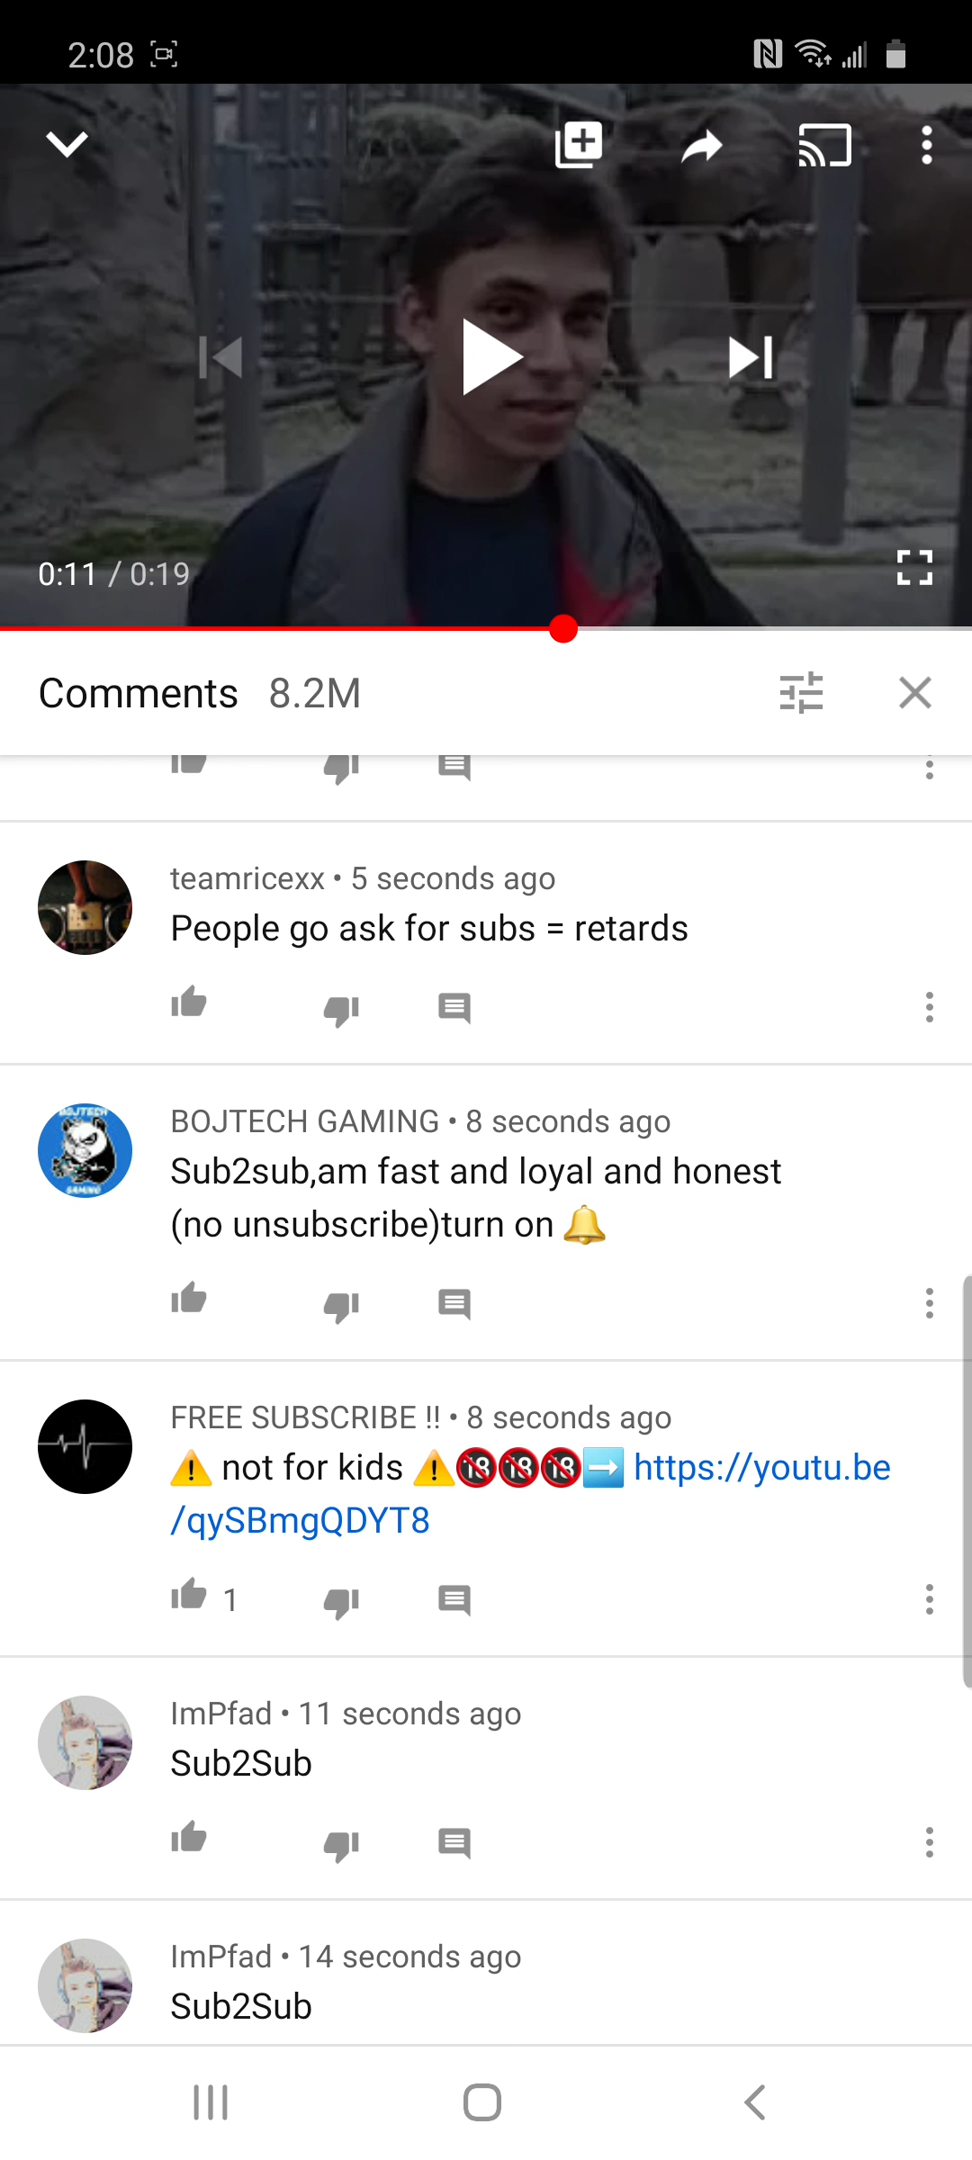 2:08
0:11 / 0:19
Comments 8.2M
teamricexx • 5 seconds ago
People go ask for subs = retards
BOJTECH
GAMING
BOJTECH GAMING • 8 seconds ago
Sub2sub,am fast and loyal and honest
(no unsubscribe)turn on 🔔
FREE SUBSCRIBE !! • 8 seconds ago
⚠️ not for kids ⚠️🔞🔞🔞➡️ https://youtu.be
/qySBmgQDYT8
1
ImPfad • 11 seconds ago
Sub2Sub
ImPfad • 14 seconds ago
Sub2Sub